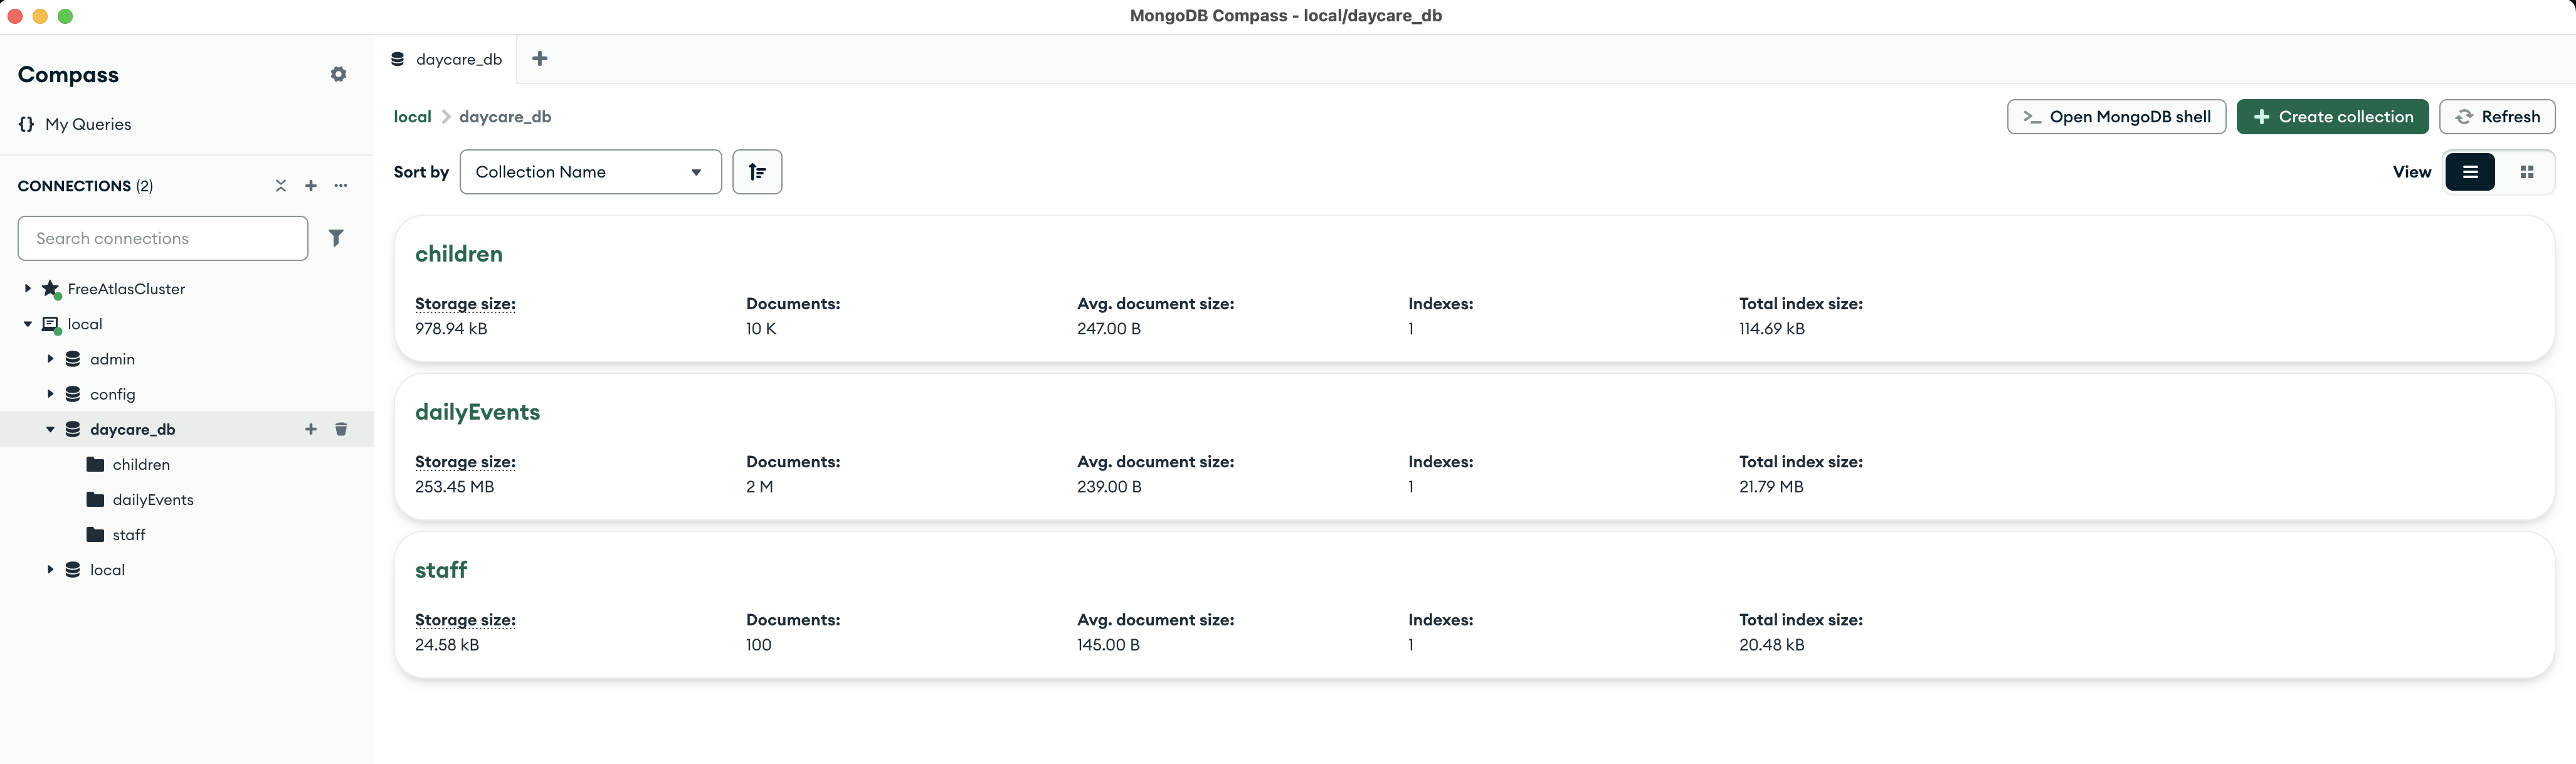 MongoDB Compass - local/daycare_db
Compass
{} My Queries
CONNECTIONS (2)
Search connections
FreeAtlasCluster
local
admin
config
daycare_db
children
dailyEvents
staff
local
daycare_db
local > daycare_db
>_ Open MongoDB shell
+ Create collection
Refresh
Sort by Collection Name
View
children
Storage size: Documents: Avg. document size: Indexes: Total index size:
978.94 kB 10 K 247.00 B 1 114.69 kB
dailyEvents
Storage size: Documents: Avg. document size: Indexes: Total index size:
253.45 MB 2 M 239.00 B 1 21.79 MB
staff
Storage size: Documents: Avg. document size: Indexes: Total index size:
24.58 kB 100 145.00 B 1 20.48 kB